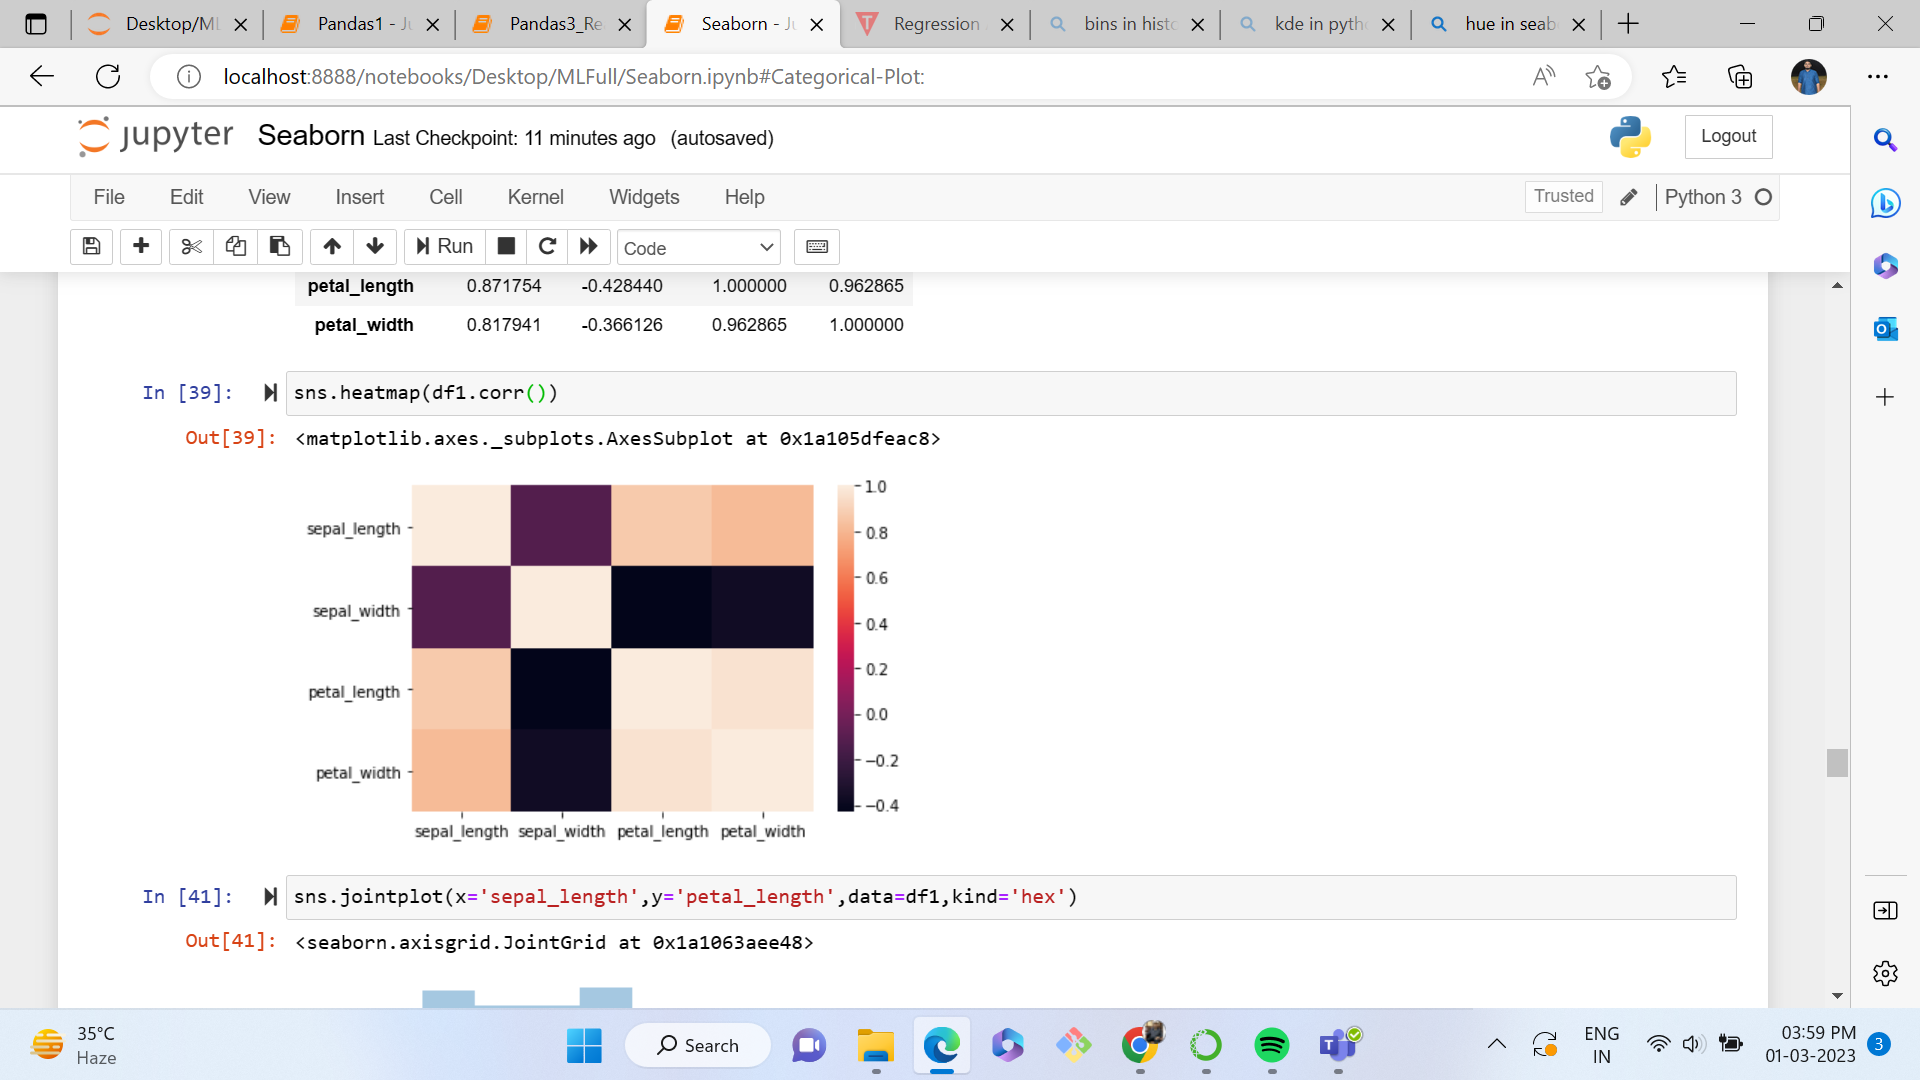 Desktop/ML
Pandas1 - Ju
Pandas3_Re
Seaborn - Ju
Regression
bins in histo
kde in pytho
hue in seab
localhost:8888/notebooks/Desktop/MLFull/Seaborn.ipynb#Categorical-Plot:
jupyter Seaborn Last Checkpoint: 11 minutes ago (autosaved)
Logout
File Edit View Insert Cell Kernel Widgets Help
Trusted Python 3
Run Code
petal_length 0.871754 -0.428440 1.000000 0.962865
petal_width 0.817941 -0.366126 0.962865 1.000000
In [39]: sns.heatmap(df1.corr())
Out[39]: <matplotlib.axes._subplots.AxesSubplot at 0x1a105dfeac8>
sepal_length
sepal_width
petal_length
petal_width
sepal_length sepal_width petal_length petal_width
1.0
0.8
0.6
0.4
0.2
0.0
−0.2
−0.4
In [41]: sns.jointplot(x='sepal_length',y='petal_length',data=df1,kind='hex')
Out[41]: <seaborn.axisgrid.JointGrid at 0x1a1063aee48>
35°C
Haze
Search
ENG
IN
03:59 PM
01-03-2023
3